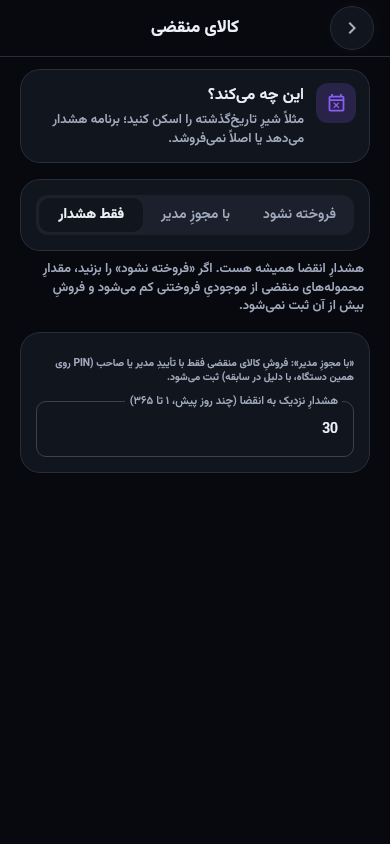 کالای منقضی
این چه می‌کند؟
مثلاً شیرِ تاریخ‌گذشته را اسکن کنید؛ برنامه هشدار
می‌دهد یا اصلاً نمی‌فروشد.
فروخته نشود
با مجوزِ مدیر
فقط هشدار
هشدارِ انقضا همیشه هست. اگر «فروخته نشود» را بزنید، مقدارِ
محموله‌های منقضی از موجودیِ فروختنی کم می‌شود و فروشِ
بیش از آن ثبت نمی‌شود.
«با مجوزِ مدیر»: فروشِ کالای منقضی فقط با تأییدِ مدیر یا صاحب (PIN روی
همین دستگاه، با دلیل در سابقه) ثبت می‌شود.
هشدارِ نزدیک به انقضا (چند روز پیش، ۱ تا ۳۶۵)
30